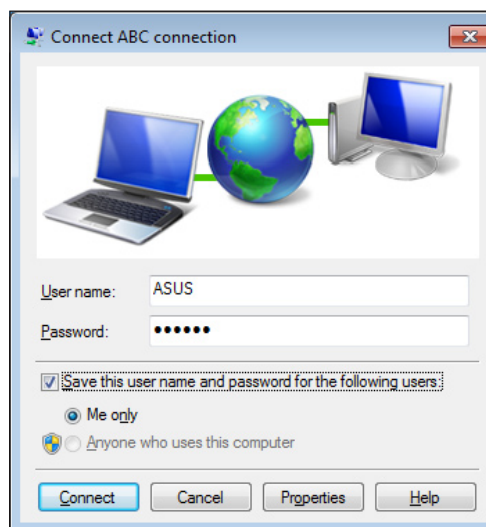 Connect ABC connection
User name: ASUS
Password: ••••••
Save this user name and password for the following users:
Me only
Anyone who uses this computer
Connect Cancel Properties Help